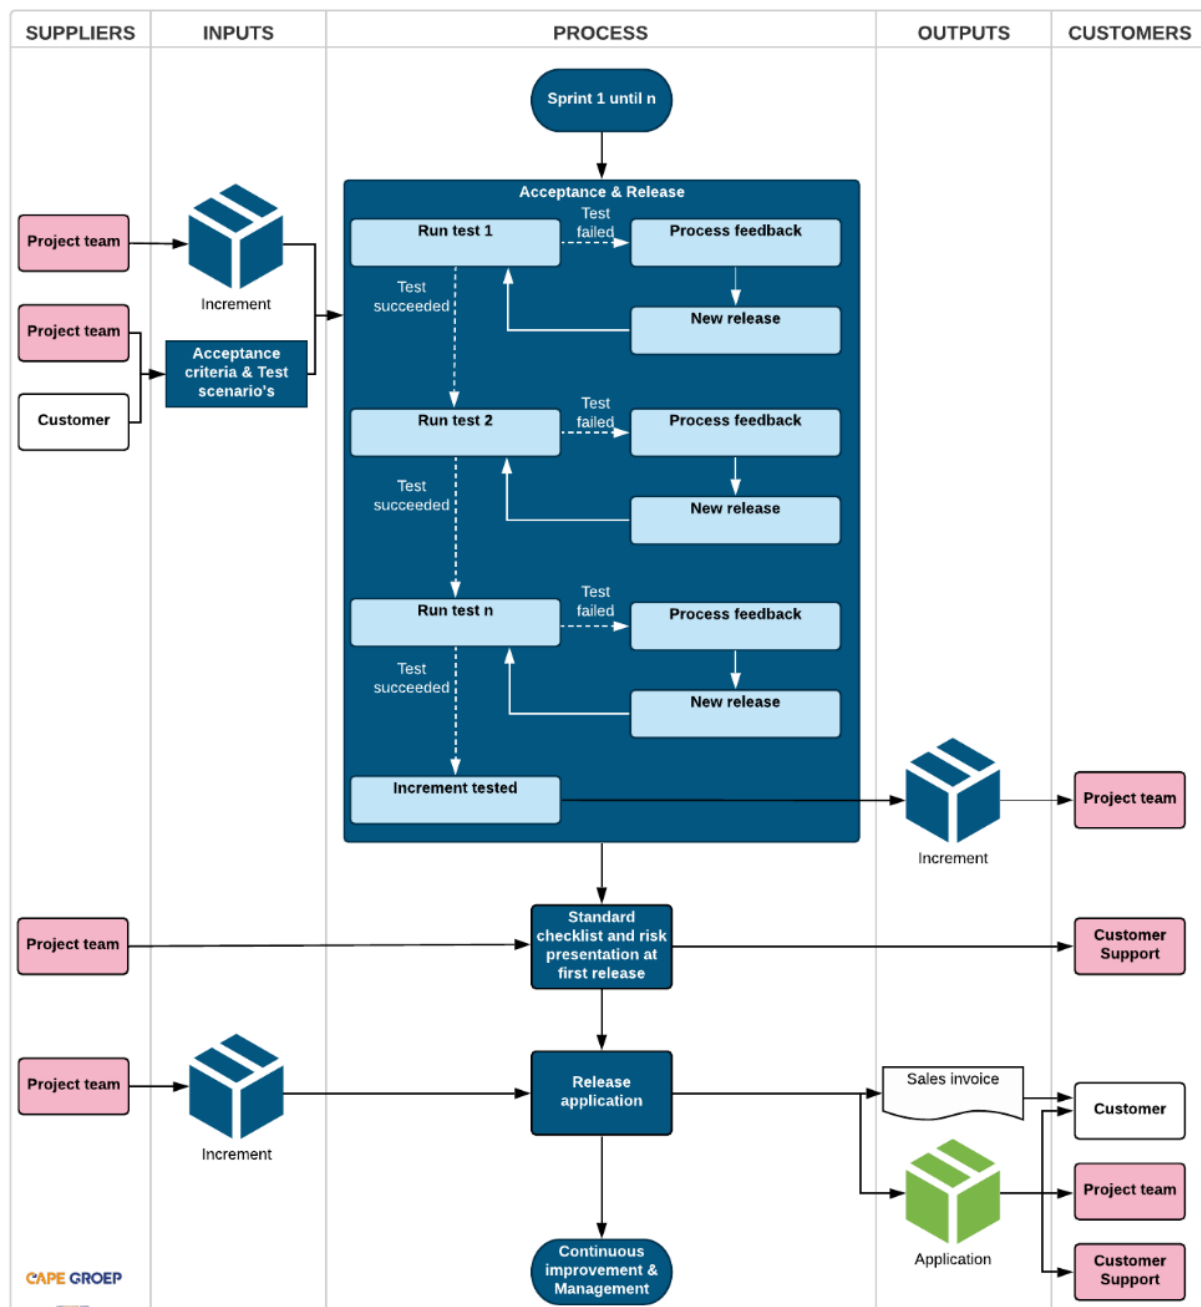 SUPPLIERS
INPUTS
PROCESS
OUTPUTS
CUSTOMERS
Sprint 1 until n
Acceptance & Release
Run test 1
Test
failed
Process feedback
Project team
Increment
Test
succeeded
New release
Project team
Acceptance
criteria & Test
scenario's
Customer
Run test 2
Test
failed
Process feedback
Test
succeeded
New release
Run test n
Test
failed
Process feedback
Test
succeeded
New release
Increment tested
Increment
Project team
Project team
Standard
checklist and risk
presentation at
first release
Customer
Support
Project team
Increment
Release
application
Sales invoice
Customer
Project team
Application
Customer
Support
Continuous
improvement &
Management
CAPE GROEP